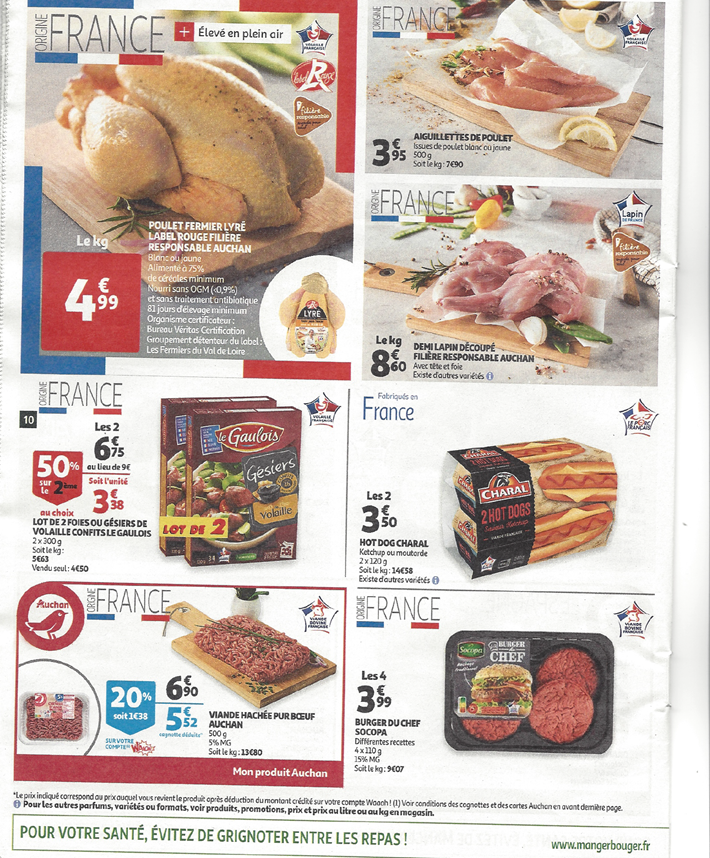 ORIGINE FRANCE
+ Élevé en plein air
VOLAILLE FRANÇAISE
Label Rouge
filière responsable
Le kg
4€99
POULET FERMIER LYRÉ
LABEL ROUGE FILIÈRE
RESPONSABLE AUCHAN
Blanc ou jaune
Alimenté à 75%
de céréales minimum
Nourri sans OGM (<0,9%)
et sans traitement antibiotique
81 jours d'élevage minimum
Organisme certificateur :
Bureau Véritas Certification
Groupement détenteur du label :
Les Fermiers du Val de Loire
LYRÉ
ORIGINE FRANCE
VOLAILLE FRANÇAISE
3€95
AIGUILLETTES DE POULET
Issues de poulet blanc ou jaune
500 g
Soit le kg : 7€90
ORIGINE FRANCE
Lapin DE FRANCE
filière responsable
Le kg
8€60
DEMI LAPIN DÉCOUPÉ
FILIÈRE RESPONSABLE AUCHAN
Avec tête et foie
Existe d'autres variétés
10
ORIGINE FRANCE
VOLAILLE FRANÇAISE
Les 2
6€75
au lieu de 9€
50%
sur le 2ème
Soit l'unité
3€38
au choix
LOT DE 2 FOIES OU GÉSIERS DE
VOLAILLE CONFITS LE GAULOIS
2 x 300 g
Soit le kg :
5€63
Vendu seul : 4€50
le Gaulois
Gésiers
Volaille
LOT DE 2
Fabriqués en
France
LE PORC FRANÇAIS
Les 2
3€50
HOT DOG CHARAL
Ketchup ou moutarde
2 x 120 g
Soit le kg : 14€58
Existe d'autres variétés
CHARAL
2 HOT DOGS
Auchan
ORIGINE FRANCE
VIANDE BOVINE FRANÇAISE
20%
soit 1€38
SUR VOTRE
COMPTE* WAAOH!
6€90
5€52
cagnotte déduite*
VIANDE HACHÉE PUR BŒUF
AUCHAN
500 g
5% MG
Soit le kg : 13€80
Mon produit Auchan
ORIGINE FRANCE
VIANDE BOVINE FRANÇAISE
Les 4
3€99
BURGER DU CHEF
SOCOPA
Différentes recettes
4 x 110 g
15% MG
Soit le kg : 9€07
Socopa
BURGER DU CHEF
*Le prix indiqué correspond au prix auquel vous revient le produit après déduction du montant crédité sur votre compte Waaoh ! (1) Voir conditions des cagnottes et des cartes Auchan en avant dernière page.
Pour les autres parfums, variétés ou formats, voir produits, promotions, prix et prix au litre ou au kg en magasin.
POUR VOTRE SANTÉ, ÉVITEZ DE GRIGNOTER ENTRE LES REPAS !
www.mangerbouger.fr